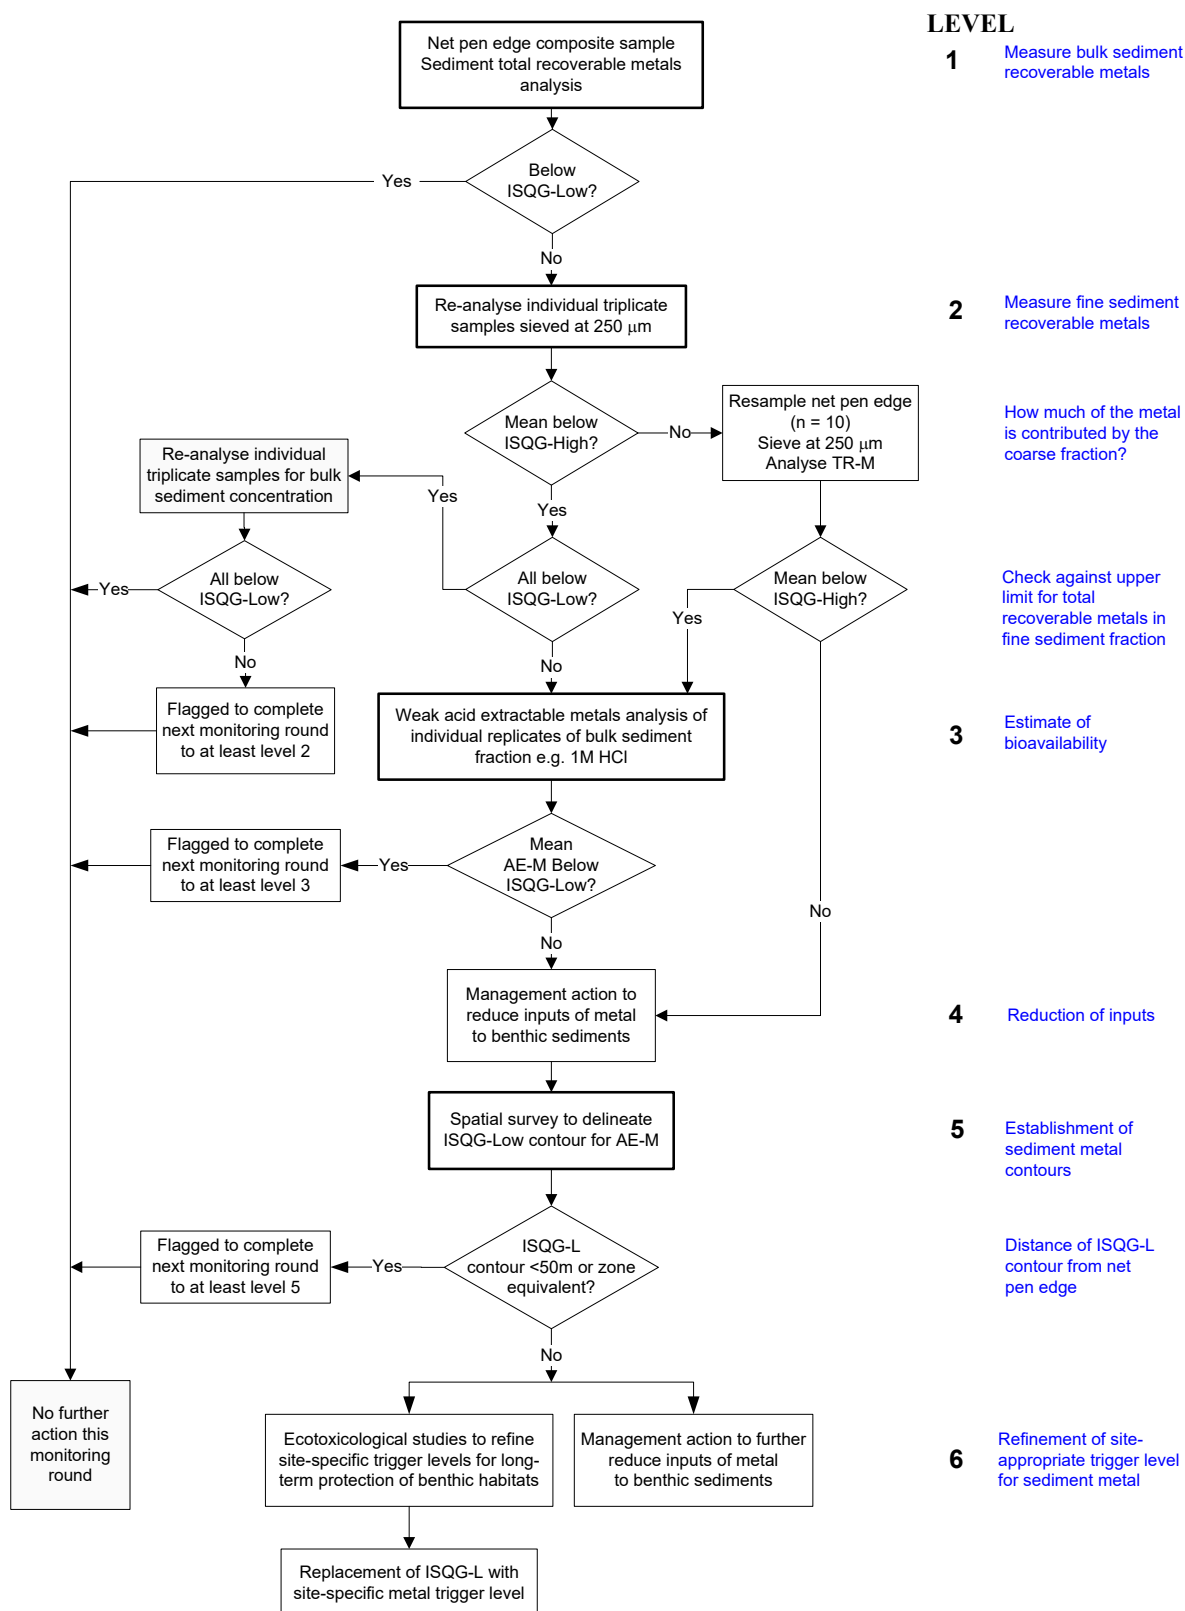 LEVEL
Net pen edge composite sample
Sediment total recoverable metals
analysis
1
Measure bulk sediment
recoverable metals
Below
ISQG-Low?
Yes
No
Re-analyse individual triplicate
samples sieved at 250 μm
2
Measure fine sediment
recoverable metals
Mean below
ISQG-High?
No
Resample net pen edge
(n = 10)
Sieve at 250 μm
Analyse TR-M
How much of the metal
is contributed by the
coarse fraction?
Re-analyse individual
triplicate samples for bulk
sediment concentration
Yes
Yes
All below
ISQG-Low?
Yes
No
All below
ISQG-Low?
No
Mean below
ISQG-High?
Yes
No
Check against upper
limit for total
recoverable metals in
fine sediment fraction
Flagged to complete
next monitoring round
to at least level 2
Weak acid extractable metals analysis of
individual replicates of bulk sediment
fraction e.g. 1M HCl
3
Estimate of
bioavailability
Flagged to complete
next monitoring round
to at least level 3
Yes
Mean
AE-M Below
ISQG-Low?
No
Management action to
reduce inputs of metal
to benthic sediments
4
Reduction of inputs
Spatial survey to delineate
ISQG-Low contour for AE-M
5
Establishment of
sediment metal
contours
Flagged to complete
next monitoring round
to at least level 5
Yes
ISQG-L
contour <50m or zone
equivalent?
No
Distance of ISQG-L
contour from net
pen edge
No further
action this
monitoring
round
Ecotoxicological studies to refine
site-specific trigger levels for long-
term protection of benthic habitats
Management action to further
reduce inputs of metal
to benthic sediments
6
Refinement of site-
appropriate trigger level
for sediment metal
Replacement of ISQG-L with
site-specific metal trigger level